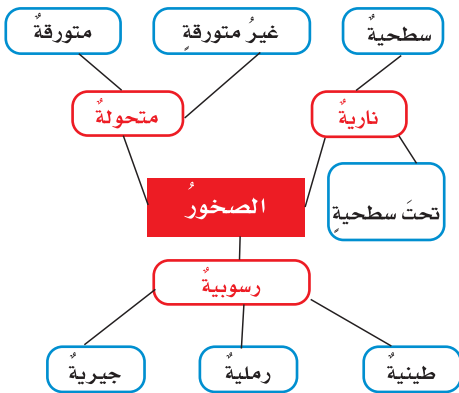 سطحيةٌ
غيرُ متورقةٍ
متورقةٌ
ناريةٌ
متحولةٌ
الصخورُ
تحتَ سطحيةٍ
رسوبيةٌ
طينيةٌ
رمليةٌ
جيريةٌ